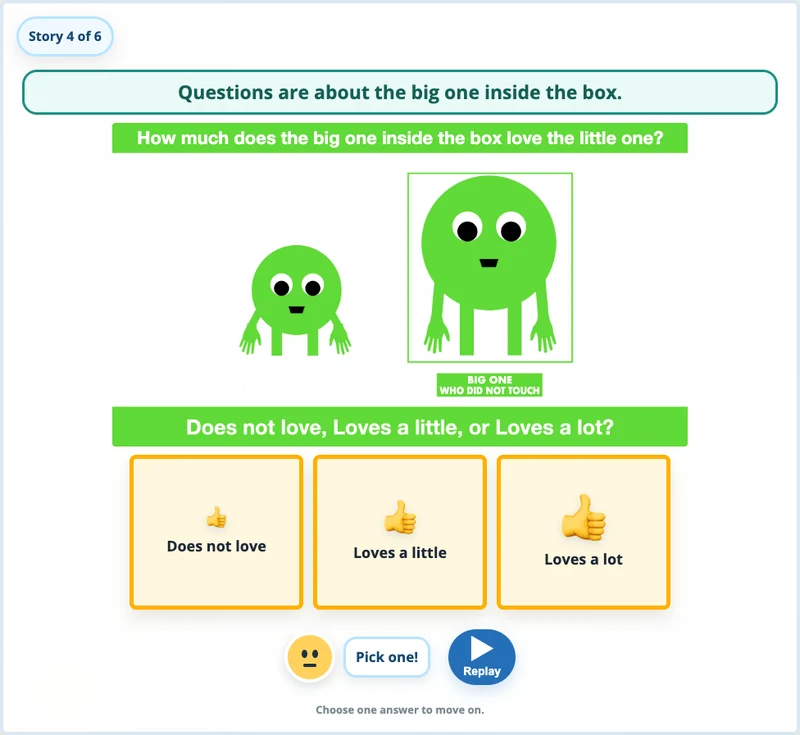 Story 4 of 6
Questions are about the big one inside the box.
How much does the big one inside the box love the little one?
BIG ONE
WHO DID NOT TOUCH
Does not love, Loves a little, or Loves a lot?
Does not love
Loves a little
Loves a lot
Pick one!
Replay
Choose one answer to move on.